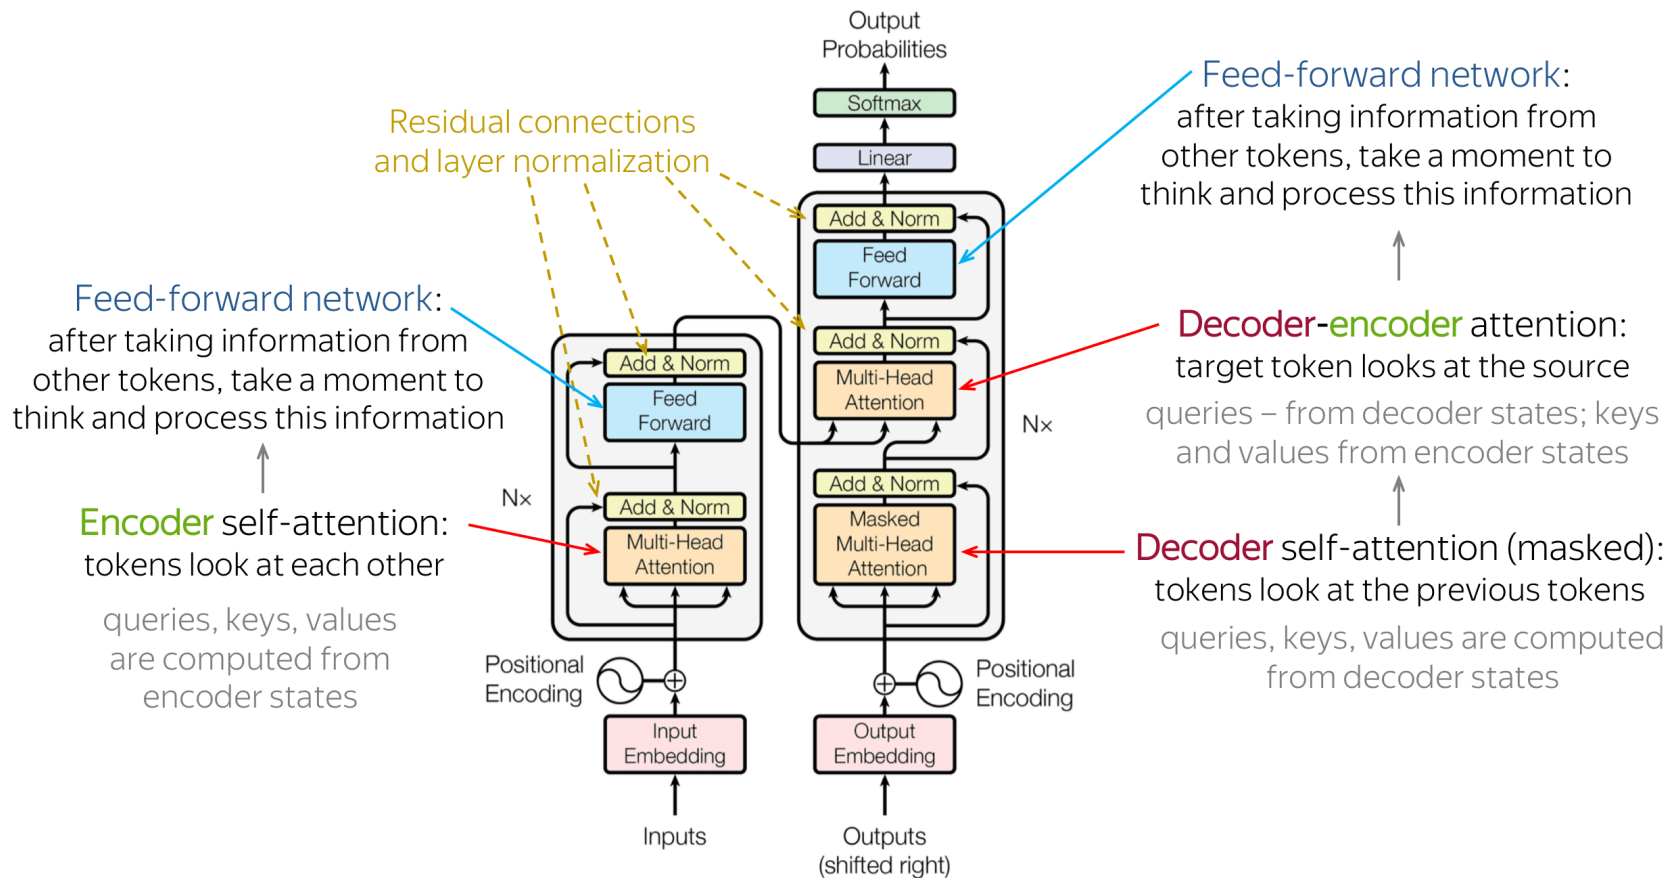 Output
Probabilities
Softmax
Linear
Add & Norm
Feed
Forward
Add & Norm
Multi-Head
Attention
Nx
Add & Norm
Masked
Multi-Head
Attention
Positional
Encoding
Output
Embedding
Outputs
(shifted right)
Add & Norm
Feed
Forward
Nx
Add & Norm
Multi-Head
Attention
Positional
Encoding
Input
Embedding
Inputs
Residual connections
and layer normalization
Feed-forward network:
after taking information from
other tokens, take a moment to
think and process this information
Encoder self-attention:
tokens look at each other
queries, keys, values
are computed from
encoder states
Feed-forward network:
after taking information from
other tokens, take a moment to
think and process this information
Decoder-encoder attention:
target token looks at the source
queries – from decoder states; keys
and values from encoder states
Decoder self-attention (masked):
tokens look at the previous tokens
queries, keys, values are computed
from decoder states